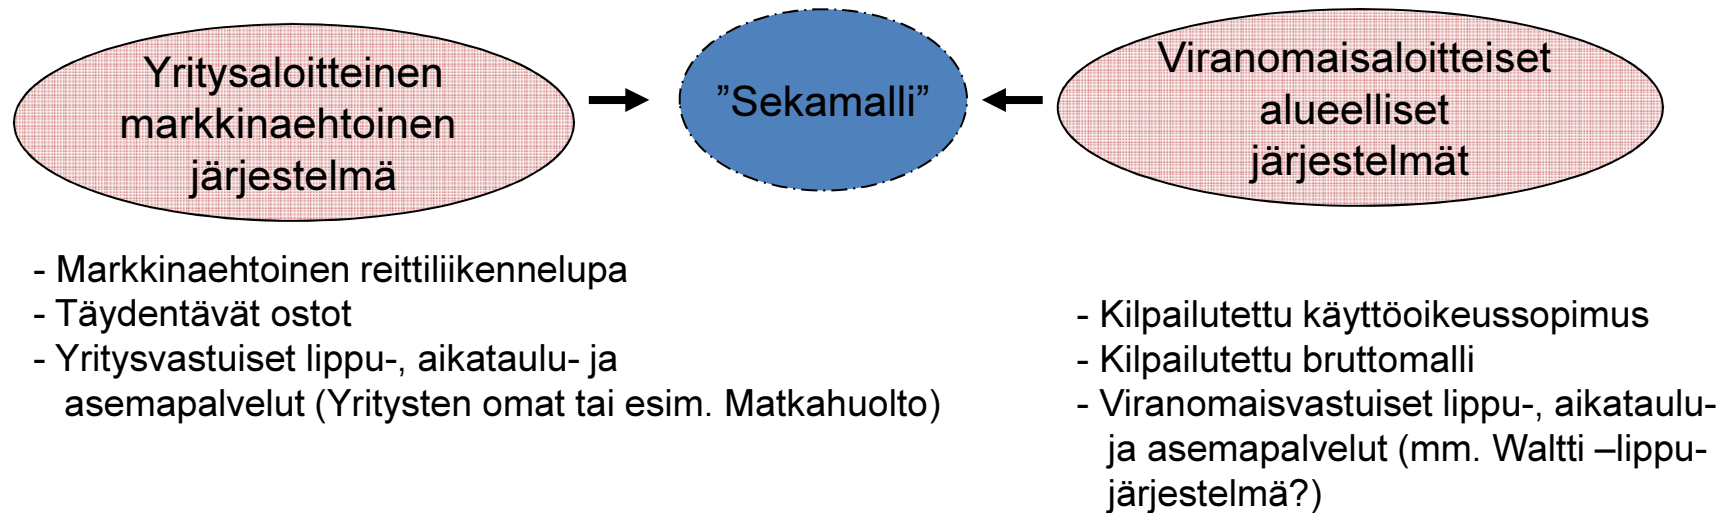 Yritysaloitteinen
markkinaehtoinen
järjestelmä
”Sekamalli”
Viranomaisaloitteiset
alueelliset
järjestelmät
- Markkinaehtoinen reittiliikennelupa
- Täydentävät ostot
- Yritysvastuiset lippu-, aikataulu- ja
asemapalvelut (Yritysten omat tai esim. Matkahuolto)
- Kilpailutettu käyttöoikeussopimus
- Kilpailutettu bruttomalli
- Viranomaisvastuiset lippu-, aikataulu-
ja asemapalvelut (mm. Waltti –lippu-
järjestelmä?)